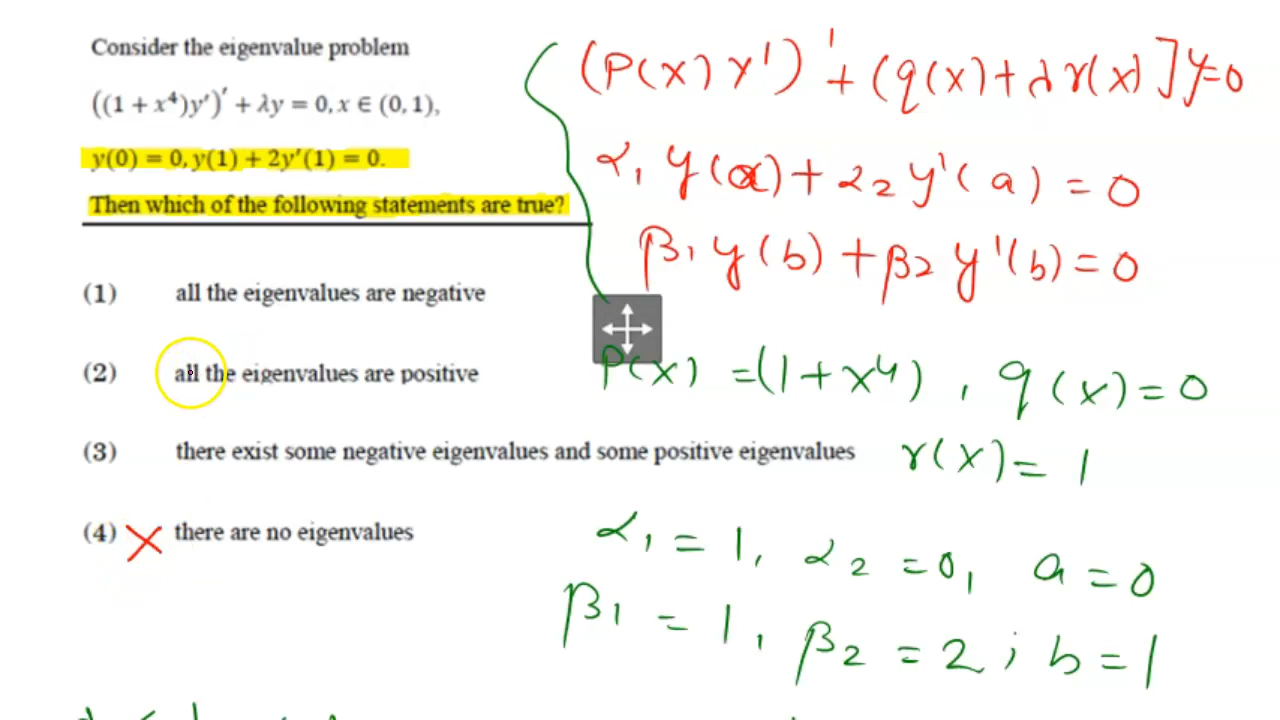 Consider the eigenvalue problem
((1 + x⁴)y′)′ + λy = 0, x ∈ (0, 1),
y(0) = 0, y(1) + 2y′(1) = 0.
Then which of the following statements are true?
(1) all the eigenvalues are negative
(2) all the eigenvalues are positive
(3) there exist some negative eigenvalues and some positive eigenvalues
(4) there are no eigenvalues
(P(x) y')' + (q(x) + λ r(x)] y = 0
α₁ y(a) + α₂ y'(a) = 0
β₁ y(b) + β₂ y'(b) = 0
P(x) = (1 + x⁴), q(x) = 0
r(x) = 1
α₁ = 1, α₂ = 0, a = 0
β₁ = 1, β₂ = 2; b = 1